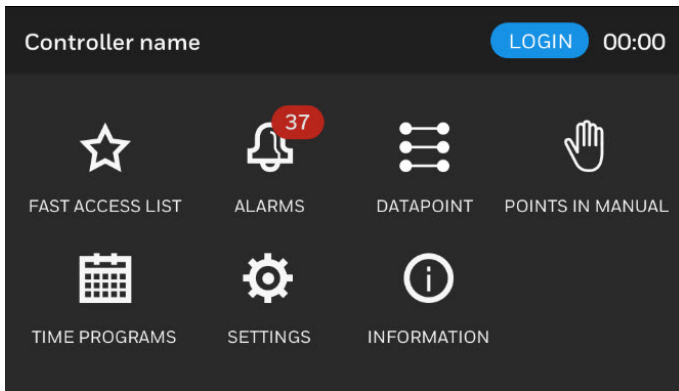 Controller name LOGIN 00:00
37
FAST ACCESS LIST ALARMS DATAPOINT POINTS IN MANUAL
TIME PROGRAMS SETTINGS INFORMATION